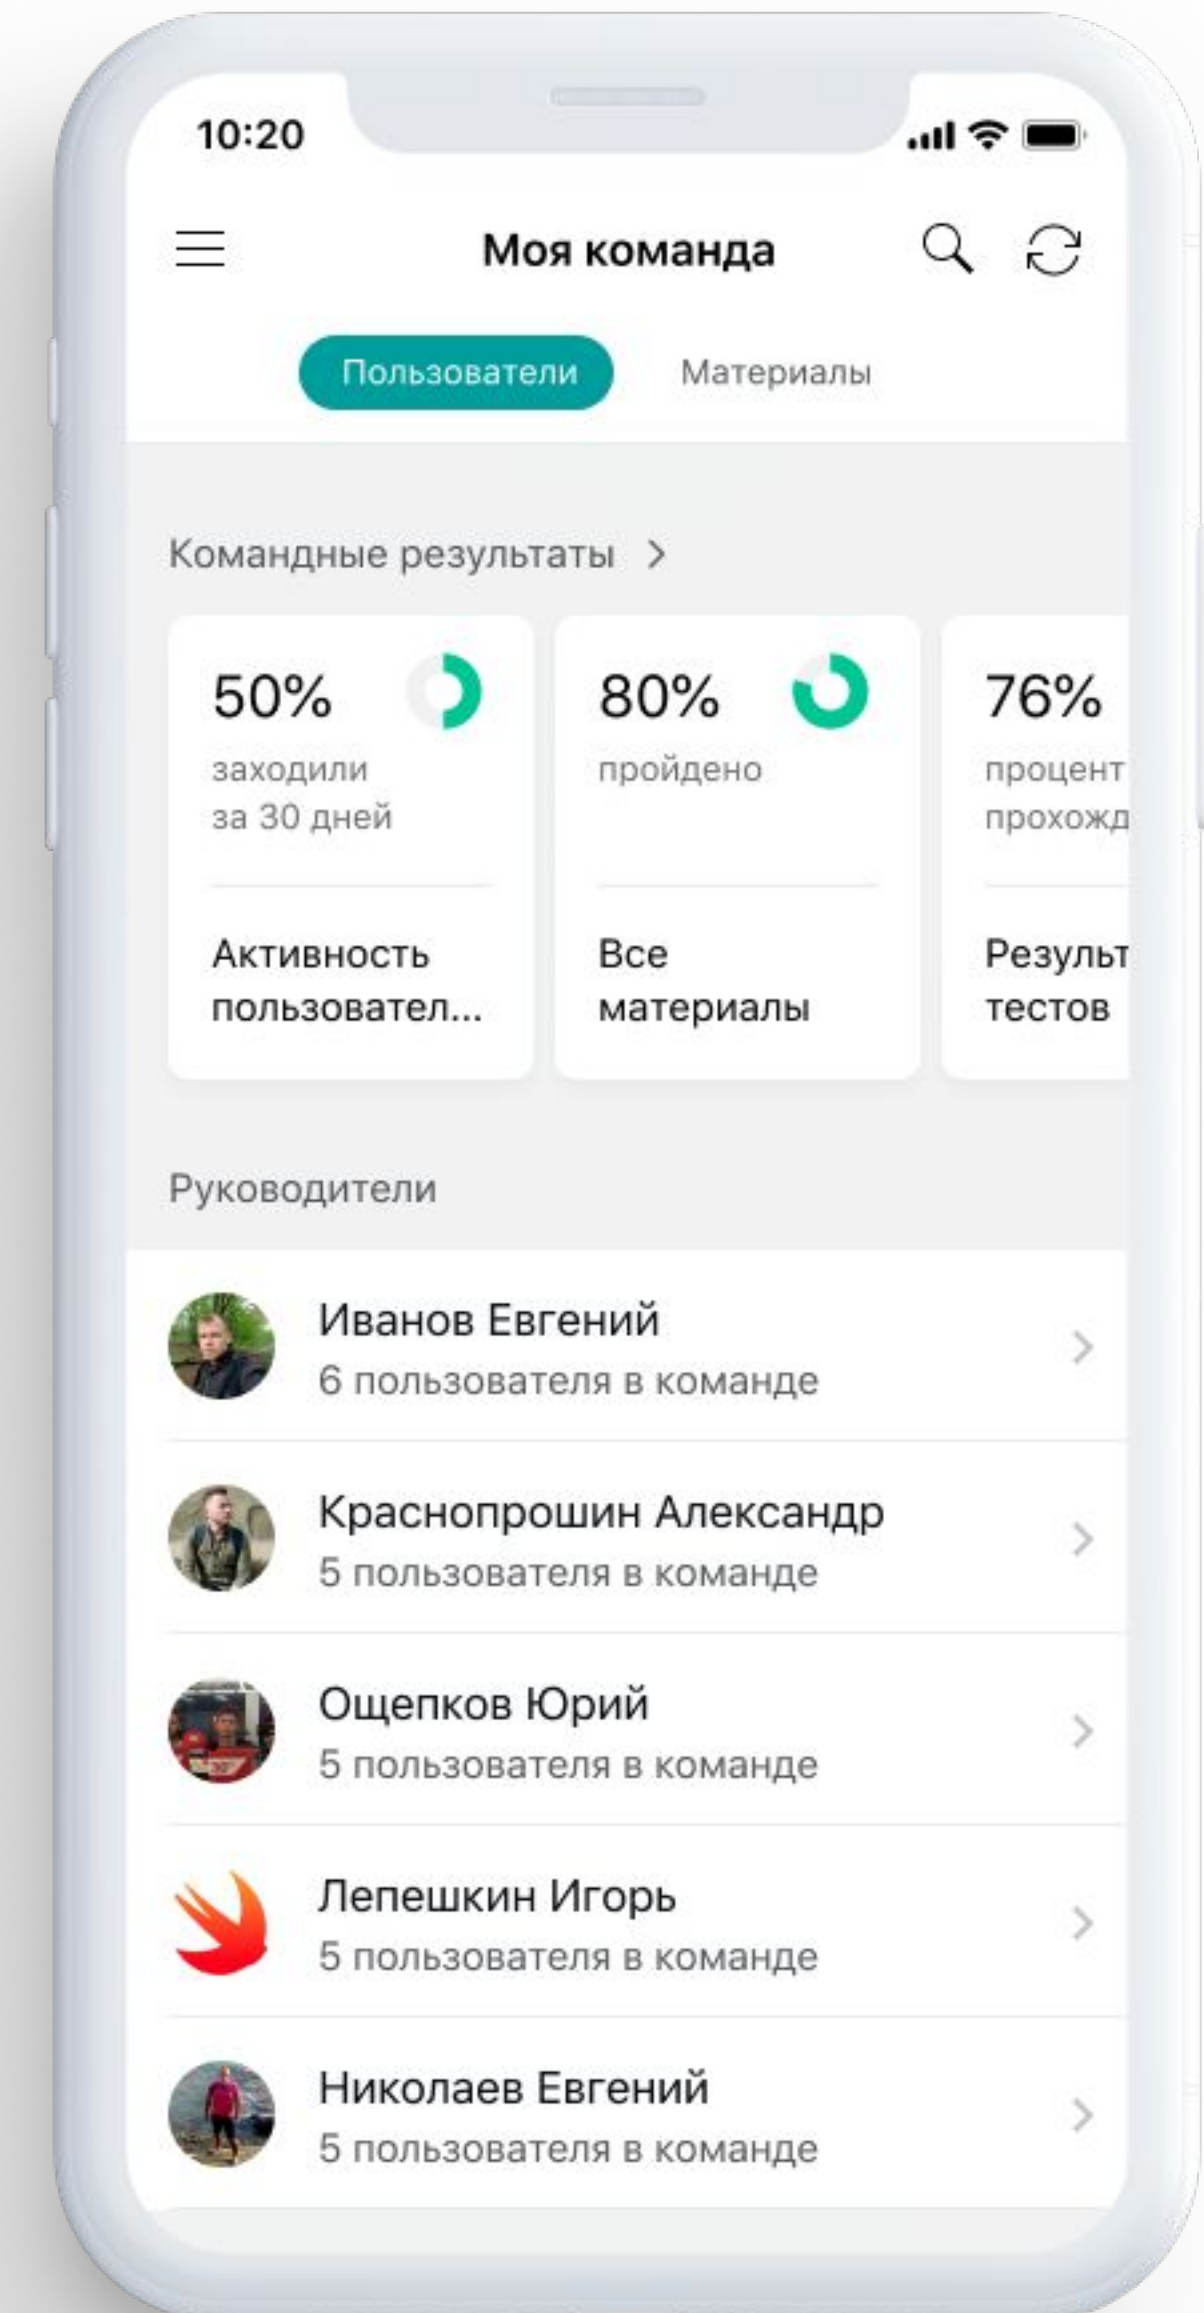 10:20
Моя команда
Пользователи Материалы
Командные результаты
50%
заходили
за 30 дней
Активность
пользовател...
80%
пройдено
Все
материалы
76%
процент
прохожд
Результ
тестов
Руководители
Иванов Евгений
6 пользователя в команде
Краснопрошин Александр
5 пользователя в команде
Ощепков Юрий
5 пользователя в команде
Лепешкин Игорь
5 пользователя в команде
Николаев Евгений
5 пользователя в команде